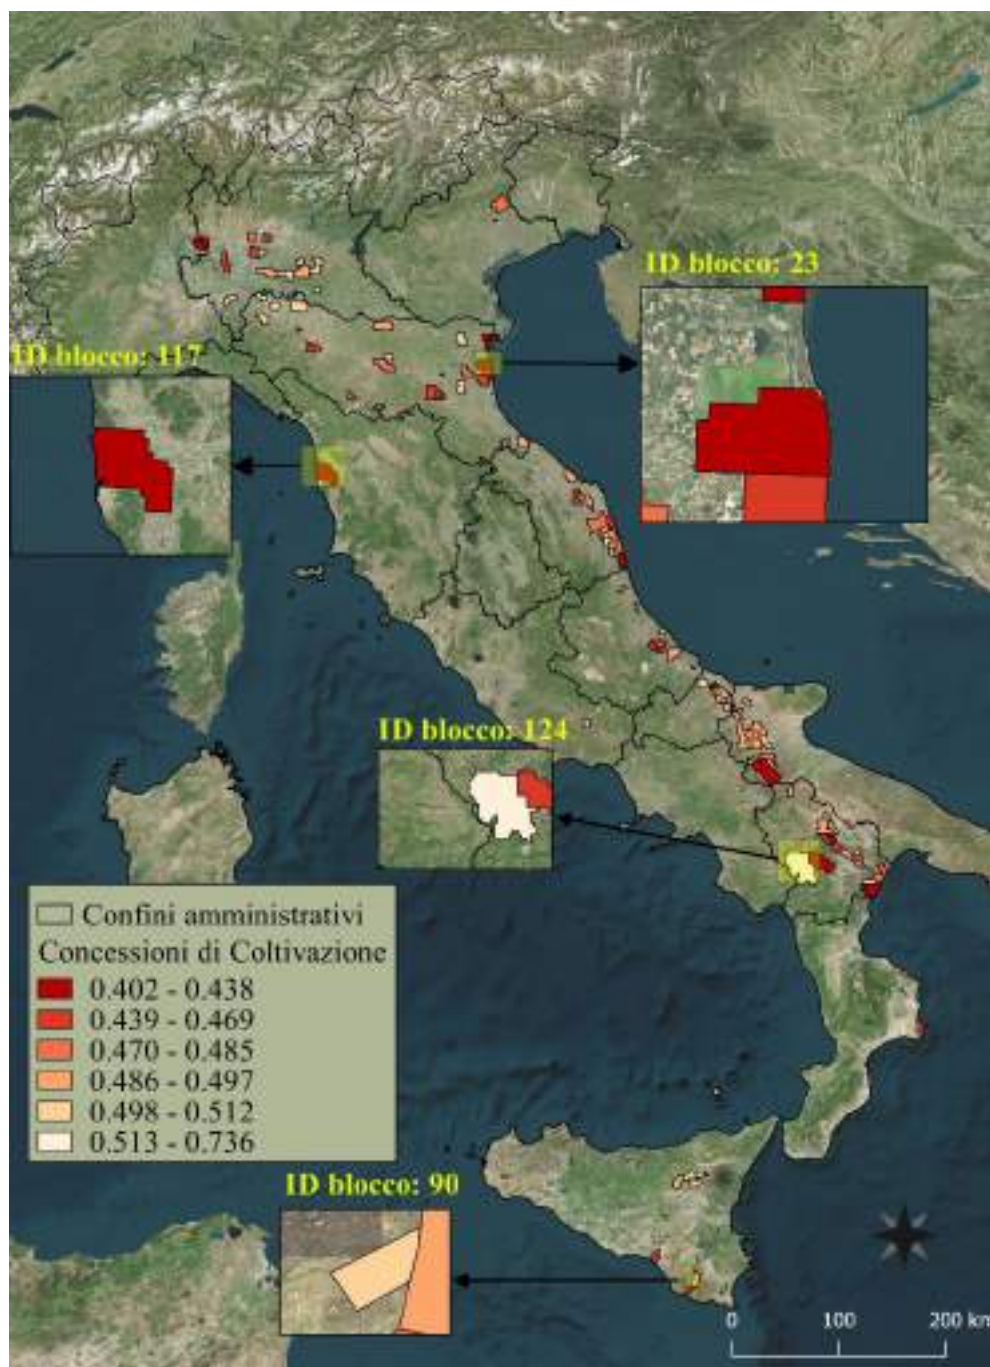 ID blocco: 23
ID blocco: 117
ID blocco: 124
Confini amministrativi
Concessioni di Coltivazione
0.402 - 0.438
0.439 - 0.469
0.470 - 0.485
0.486 - 0.497
0.498 - 0.512
0.513 - 0.736
ID blocco: 90
0 100 200 km